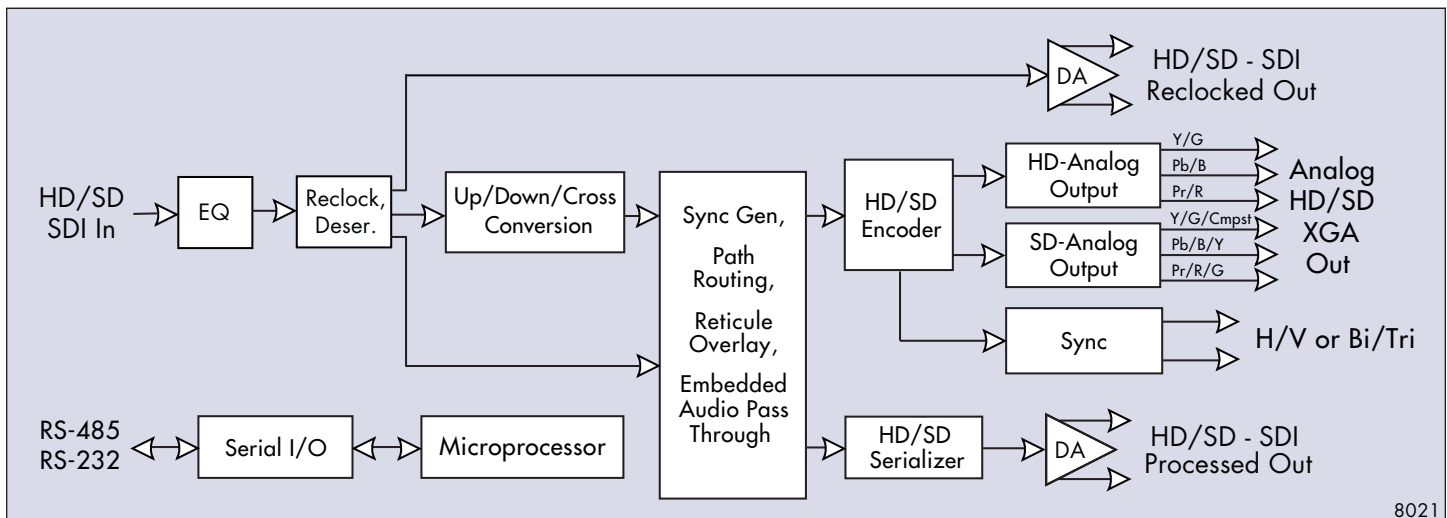 HD/SD - SDI
Reclocked Out
DA
HD/SD
SDI In
EQ
Reclock,
Deser.
Up/Down/Cross
Conversion
Sync Gen,
Path
Routing,
Reticule
Overlay,
Embedded
Audio Pass
Through
HD/SD
Encoder
HD-Analog
Output
Y/G
Pb/B
Pr/R
SD-Analog
Output
Y/G/Cmpst
Pb/B/Y
Pr/R/G
Analog
HD/SD
XGA
Out
Sync
H/V or Bi/Tri
RS-485
RS-232
Serial I/O
Microprocessor
HD/SD
Serializer
DA
HD/SD - SDI
Processed Out
8021